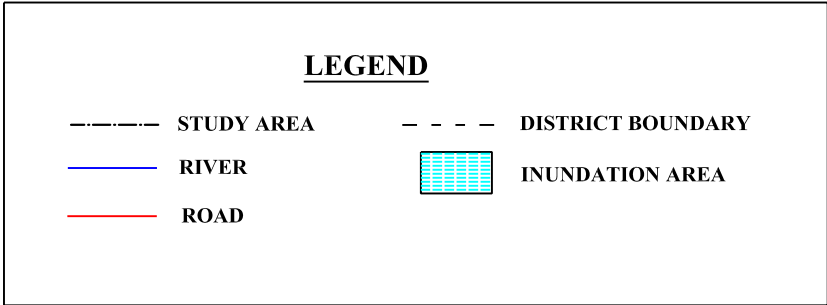 LEGEND
STUDY AREA
DISTRICT BOUNDARY
RIVER
INUNDATION AREA
ROAD